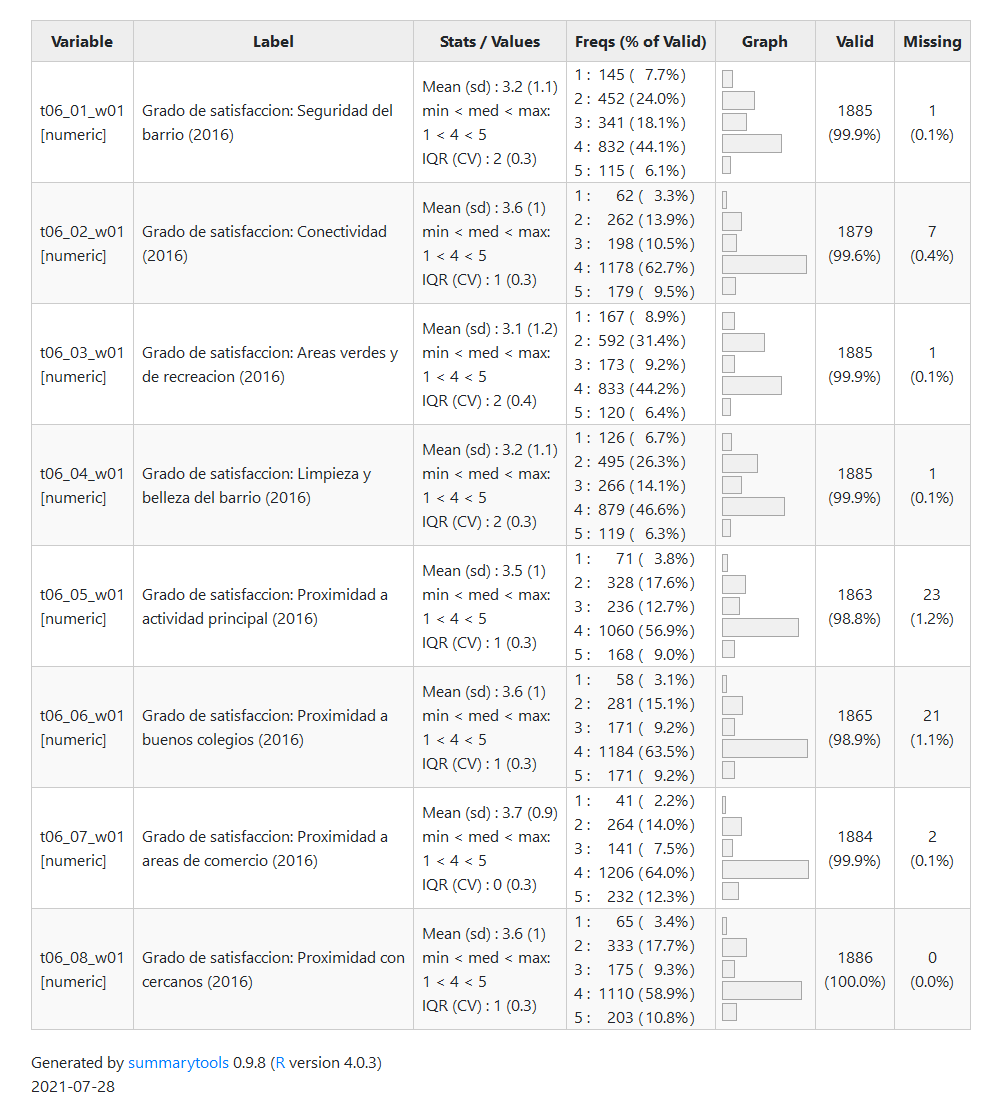 Variable Label Stats / Values Freqs (% of Valid) Graph Valid Missing
t06_01_w01
[numeric]
Grado de satisfaccion: Seguridad del
barrio (2016)
Mean (sd) : 3.2 (1.1)
min < med < max:
1 < 4 < 5
IQR (CV) : 2 (0.3)
1 : 145 ( 7.7%)
2 : 452 (24.0%)
3 : 341 (18.1%)
4 : 832 (44.1%)
5 : 115 ( 6.1%)
1885
(99.9%)
1
(0.1%)
t06_02_w01
[numeric]
Grado de satisfaccion: Conectividad
(2016)
Mean (sd) : 3.6 (1)
min < med < max:
1 < 4 < 5
IQR (CV) : 1 (0.3)
1 : 62 ( 3.3%)
2 : 262 (13.9%)
3 : 198 (10.5%)
4 : 1178 (62.7%)
5 : 179 ( 9.5%)
1879
(99.6%)
7
(0.4%)
t06_03_w01
[numeric]
Grado de satisfaccion: Areas verdes y
de recreacion (2016)
Mean (sd) : 3.1 (1.2)
min < med < max:
1 < 4 < 5
IQR (CV) : 2 (0.4)
1 : 167 ( 8.9%)
2 : 592 (31.4%)
3 : 173 ( 9.2%)
4 : 833 (44.2%)
5 : 120 ( 6.4%)
1885
(99.9%)
1
(0.1%)
t06_04_w01
[numeric]
Grado de satisfaccion: Limpieza y
belleza del barrio (2016)
Mean (sd) : 3.2 (1.1)
min < med < max:
1 < 4 < 5
IQR (CV) : 2 (0.3)
1 : 126 ( 6.7%)
2 : 495 (26.3%)
3 : 266 (14.1%)
4 : 879 (46.6%)
5 : 119 ( 6.3%)
1885
(99.9%)
1
(0.1%)
t06_05_w01
[numeric]
Grado de satisfaccion: Proximidad a
actividad principal (2016)
Mean (sd) : 3.5 (1)
min < med < max:
1 < 4 < 5
IQR (CV) : 1 (0.3)
1 : 71 ( 3.8%)
2 : 328 (17.6%)
3 : 236 (12.7%)
4 : 1060 (56.9%)
5 : 168 ( 9.0%)
1863
(98.8%)
23
(1.2%)
t06_06_w01
[numeric]
Grado de satisfaccion: Proximidad a
buenos colegios (2016)
Mean (sd) : 3.6 (1)
min < med < max:
1 < 4 < 5
IQR (CV) : 1 (0.3)
1 : 58 ( 3.1%)
2 : 281 (15.1%)
3 : 171 ( 9.2%)
4 : 1184 (63.5%)
5 : 171 ( 9.2%)
1865
(98.9%)
21
(1.1%)
t06_07_w01
[numeric]
Grado de satisfaccion: Proximidad a
areas de comercio (2016)
Mean (sd) : 3.7 (0.9)
min < med < max:
1 < 4 < 5
IQR (CV) : 0 (0.3)
1 : 41 ( 2.2%)
2 : 264 (14.0%)
3 : 141 ( 7.5%)
4 : 1206 (64.0%)
5 : 232 (12.3%)
1884
(99.9%)
2
(0.1%)
t06_08_w01
[numeric]
Grado de satisfaccion: Proximidad con
cercanos (2016)
Mean (sd) : 3.6 (1)
min < med < max:
1 < 4 < 5
IQR (CV) : 1 (0.3)
1 : 65 ( 3.4%)
2 : 333 (17.7%)
3 : 175 ( 9.3%)
4 : 1110 (58.9%)
5 : 203 (10.8%)
1886
(100.0%)
0
(0.0%)
Generated by summarytools 0.9.8 (R version 4.0.3)
2021-07-28